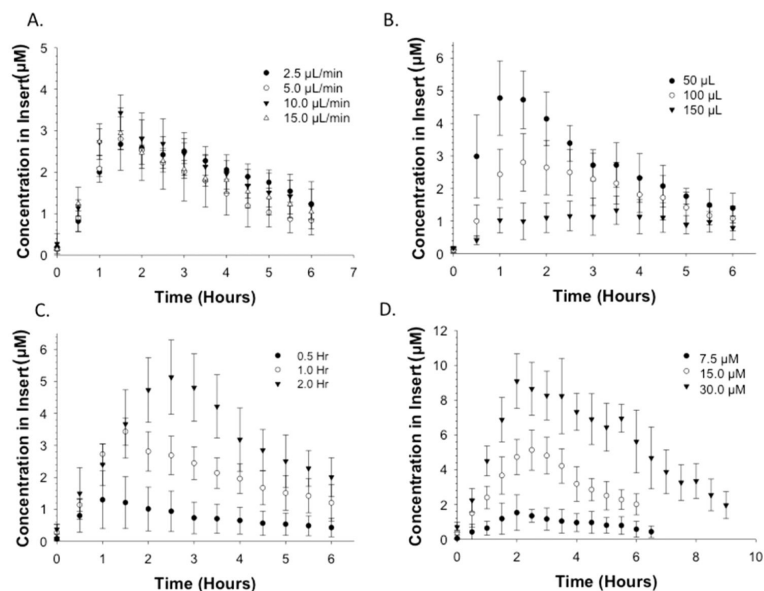 A.
Concentration in Insert(µM)
5
4
3
2
1
0
0 1 2 3 4 5 6 7
Time (Hours)
2.5 µL/min
5.0 µL/min
10.0 µL/min
15.0 µL/min
B.
Concentration in Insert (µM)
6
5
4
3
2
1
0
0 1 2 3 4 5 6
Time (Hours)
50 µL
100 µL
150 µL
C.
Concentration in Insert (µM)
6
5
4
3
2
1
0
0 1 2 3 4 5 6
Time (Hours)
0.5 Hr
1.0 Hr
2.0 Hr
D.
Concentration in Insert (µM)
12
10
8
6
4
2
0
0 2 4 6 8 10
Time (Hours)
7.5 µM
15.0 µM
30.0 µM